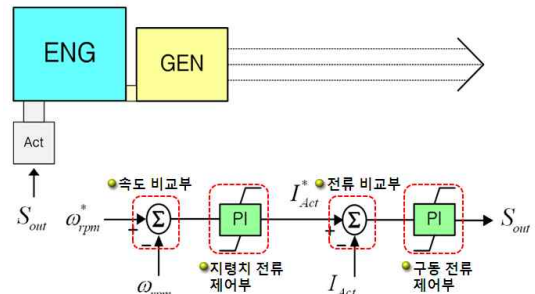 ENG
GEN
Act
S_out
속도 비교부
전류 비교부
ω*_rpm
+
−
Σ
PI
I*_Act
+
−
Σ
PI
S_out
지령치 전류
제어부
구동 전류
제어부
ω_rpm
I_Act